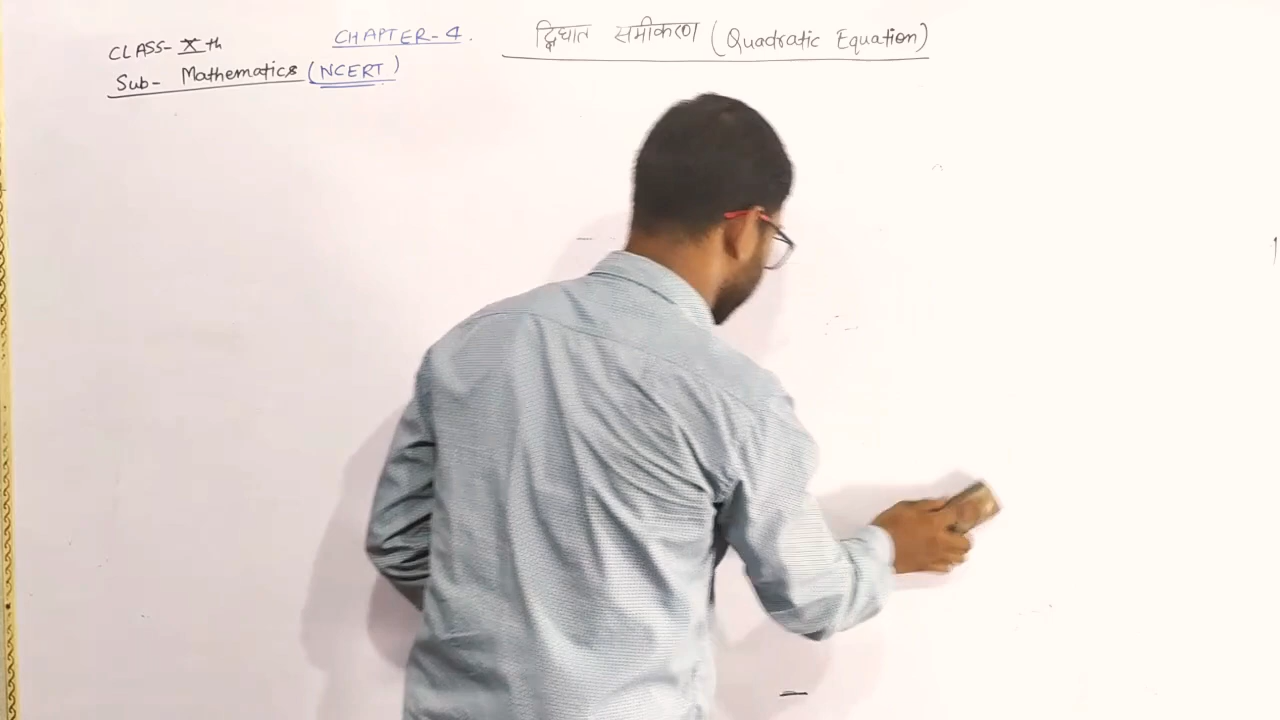 CLASS- Xth
Sub- Mathematics (NCERT)
CHAPTER-4.
द्विघात समीकरण (Quadratic Equation)